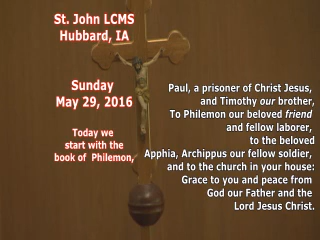 St. John LCMS
Hubbard, IA
Sunday
May 29, 2016
Today we
start with the
book of Philemon,
Paul, a prisoner of Christ Jesus,
and Timothy our brother,
To Philemon our beloved friend
and fellow laborer,
to the beloved
Apphia, Archippus our fellow soldier,
and to the church in your house:
Grace to you and peace from
God our Father and the
Lord Jesus Christ.